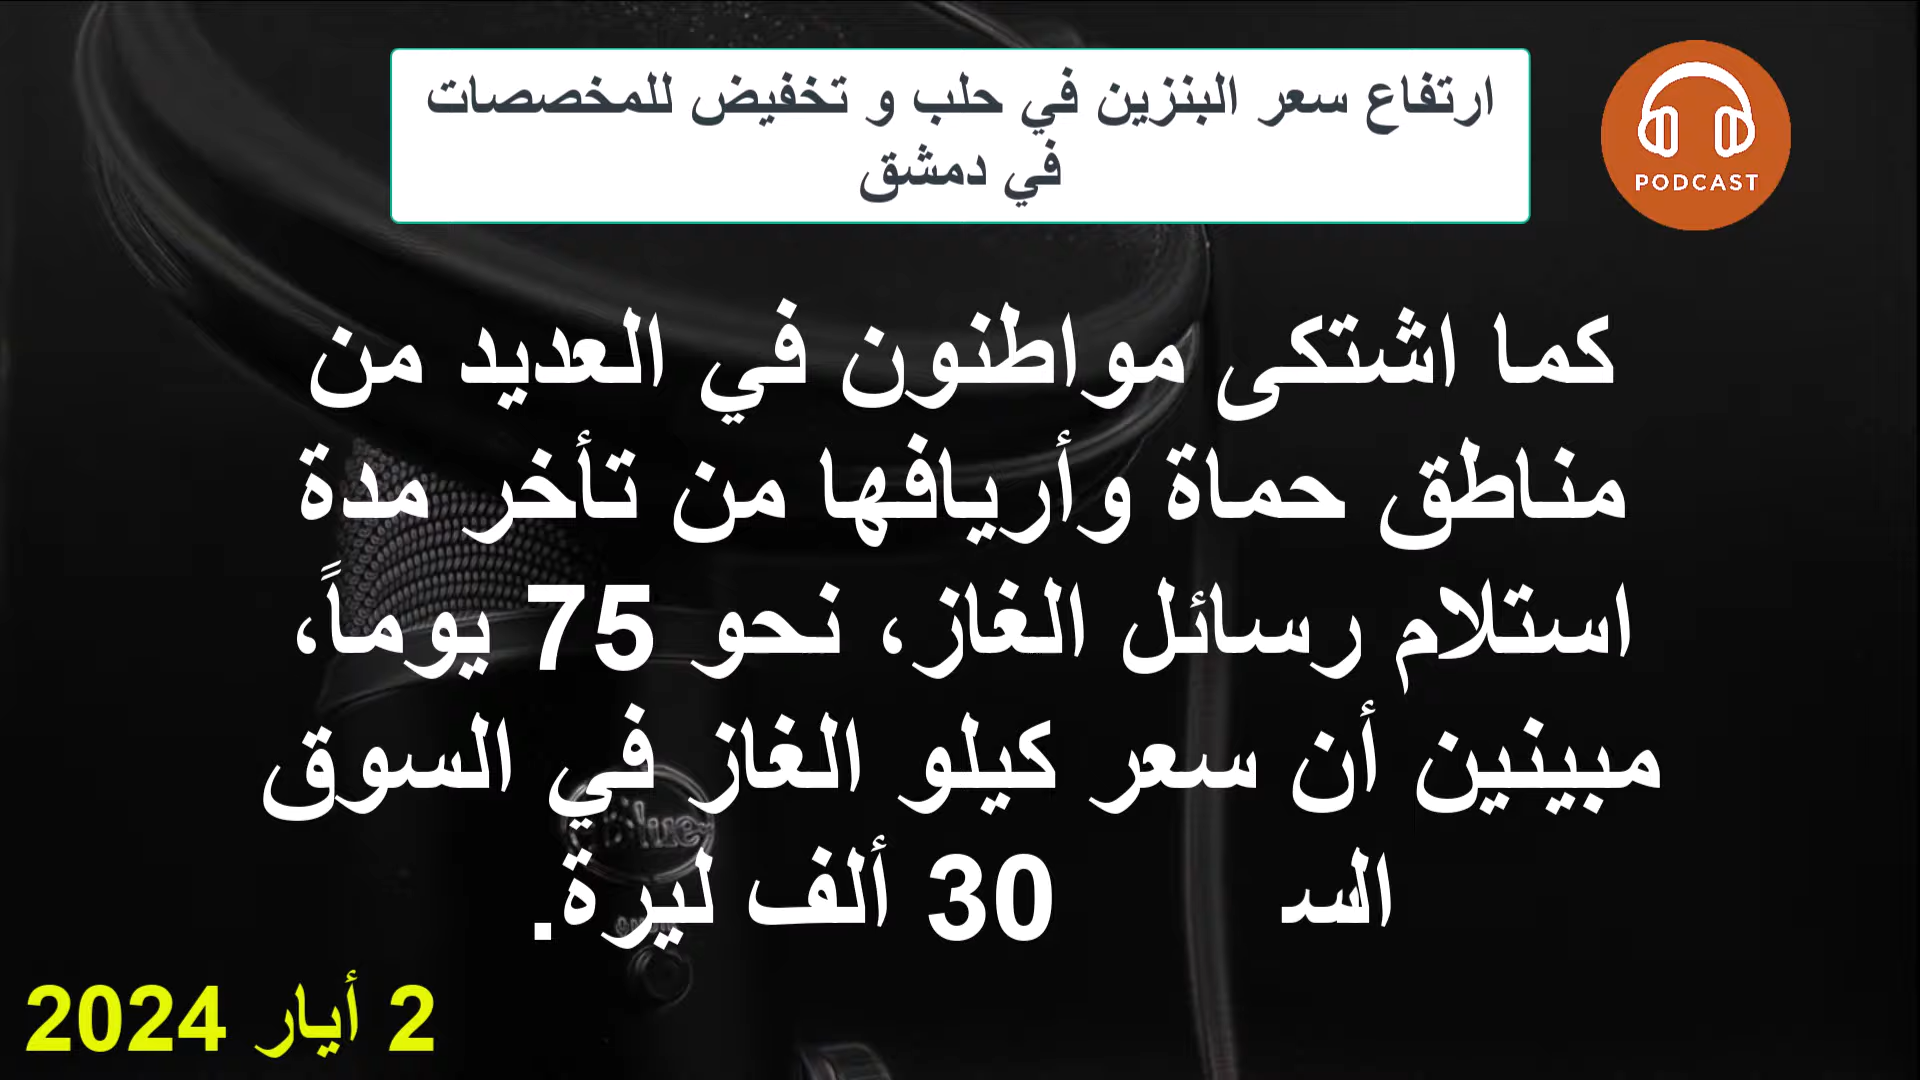 ارتفاع سعر البنزين في حلب و تخفيض للمخصصات
في دمشق
PODCAST
كما اشتكى مواطنون في العديد من
مناطق حماة وأريافها من تأخر مدة
استلام رسائل الغاز، نحو 75 يوماً،
مبينين أن سعر كيلو الغاز في السوق
30 ألف ليرة.
blue
2 أيار 2024